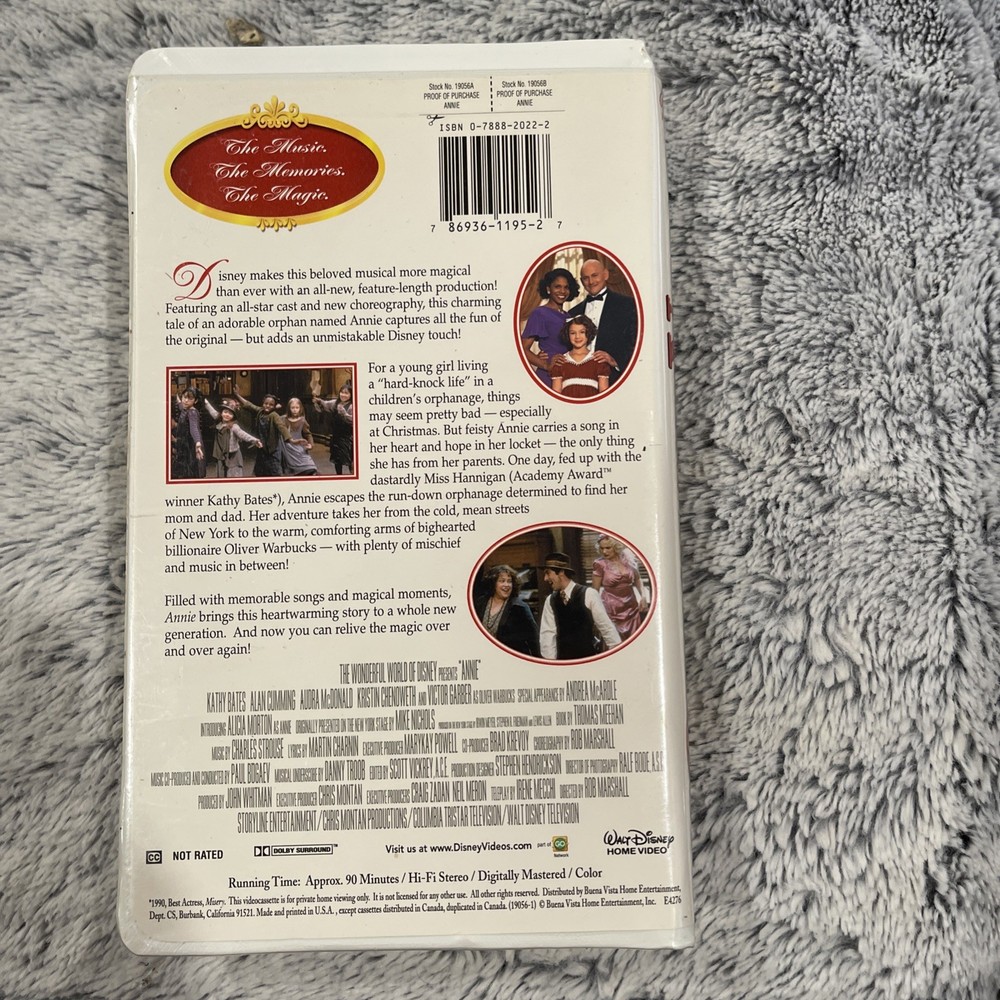 Stock No. 19056A
PROOF OF PURCHASE
ANNIE
Stock No. 19056B
PROOF OF PURCHASE
ANNIE
ISBN 0-7888-2022-2
7 86936-1195-2 7
The Music.
The Memories.
The Magic.
Disney makes this beloved musical more magical
than ever with an all-new, feature-length production!
Featuring an all-star cast and new choreography, this charming
tale of an adorable orphan named Annie captures all the fun of
the original — but adds an unmistakable Disney touch!
For a young girl living
a "hard-knock life" in a
children's orphanage, things
may seem pretty bad — especially
at Christmas. But feisty Annie carries a song in
her heart and hope in her locket — the only thing
she has from her parents. One day, fed up with the
dastardly Miss Hannigan (Academy Award™
winner Kathy Bates*), Annie escapes the run-down orphanage determined to find her
mom and dad. Her adventure takes her from the cold, mean streets
of New York to the warm, comforting arms of bighearted
billionaire Oliver Warbucks — with plenty of mischief
and music in between!
Filled with memorable songs and magical moments,
Annie brings this heartwarming story to a whole new
generation. And now you can relive the magic over
and over again!
THE WONDERFUL WORLD OF DISNEY PRESENTS "ANNIE"
KATHY BATES ALAN CUMMING AUDRA McDONALD KRISTIN CHENOWETH AND VICTOR GARBER AS OLIVER WARBUCKS SPECIAL APPEARANCE BY ANDREA McARDLE
INTRODUCING ALICIA MORTON AS ANNIE ORIGINALLY PRESENTED ON THE NEW YORK STAGE BY MIKE NICHOLS BOOK BY THOMAS MEEHAN
MUSIC BY CHARLES STROUSE LYRICS BY MARTIN CHARNIN EXECUTIVE PRODUCER MARYKAY POWELL CO-PRODUCER BRAD KREVOY CHOREOGRAPHY BY ROB MARSHALL
MUSIC CO-PRODUCED AND CONDUCTED BY PAUL BOGAEV MUSICAL UNDERSCORE BY DANNY TROOB EDITED BY SCOTT VICKREY, A.C.E. PRODUCTION DESIGNER STEPHEN HENDRICKSON DIRECTOR OF PHOTOGRAPHY RALF BODE, A.S.C
PRODUCED BY JOHN WHITMAN EXECUTIVE PRODUCER CHRIS MONTAN EXECUTIVE PRODUCERS CRAIG ZADAN NEIL MERON TELEPLAY BY IRENE MECCHI DIRECTED BY ROB MARSHALL
STORYLINE ENTERTAINMENT/CHRIS MONTAN PRODUCTIONS/COLUMBIA TRISTAR TELEVISION/WALT DISNEY TELEVISION
CC NOT RATED DOLBY SURROUND™ Visit us at www.DisneyVideos.com part of GO Network
WALT DISNEY
HOME VIDEO
Running Time: Approx. 90 Minutes / Hi-Fi Stereo / Digitally Mastered / Color
*1990, Best Actress, Misery. This videocassette is for private home viewing only. It is not licensed for any other use. All other rights reserved. Distributed by Buena Vista Home Entertainment,
Dept. CS, Burbank, California 91521. Made and printed in U.S.A., except cassettes distributed in Canada, duplicated in Canada. (19056-1) © Buena Vista Home Entertainment, Inc. E4276